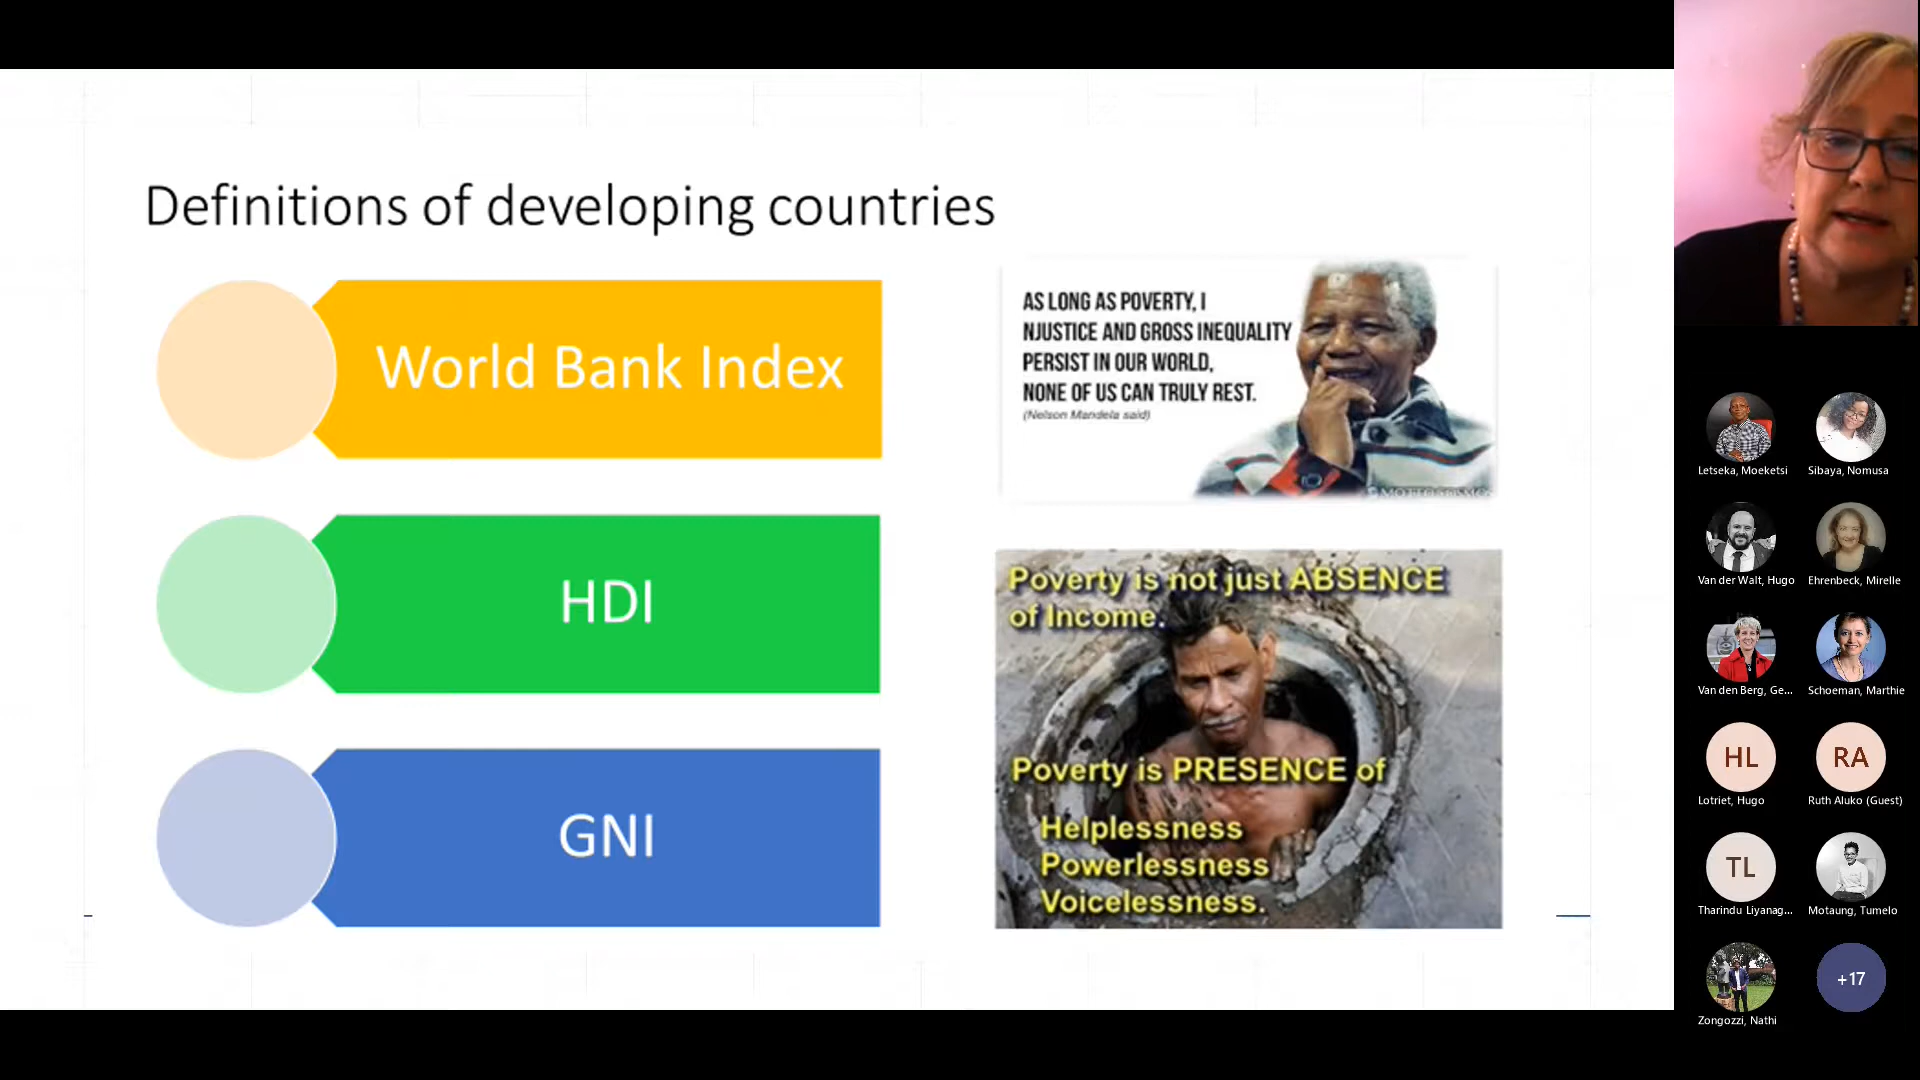 Definitions of developing countries
World Bank Index
HDI
GNI
AS LONG AS POVERTY, I
NJUSTICE AND GROSS INEQUALITY
PERSIST IN OUR WORLD,
NONE OF US CAN TRULY REST.
(Nelson Mandela said)
Poverty is not just ABSENCE
of Income.
Poverty is PRESENCE of
Helplessness
Powerlessness
Voicelessness.
Letseka, Moeketsi
Sibaya, Nomusa
Van der Walt, Hugo
Ehrenbeck, Mirelle
Van den Berg, Ge...
Schoeman, Marthie
HL
RA
Lotriet, Hugo
Ruth Aluko (Guest)
TL
Tharindu Liyanag...
Motaung, Tumelo
Zongozzi, Nathi
+17